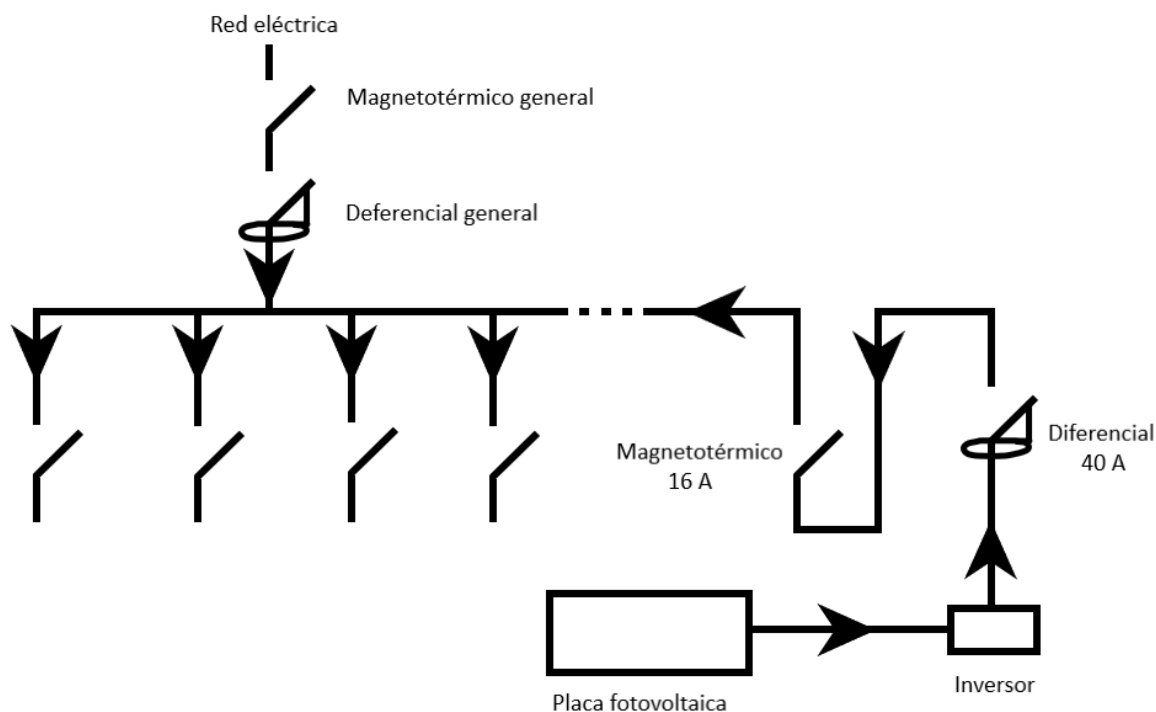 Red eléctrica
Magnetotérmico general
Deferencial general
Magnetotérmico
16 A
Diferencial
40 A
Placa fotovoltaica
Inversor